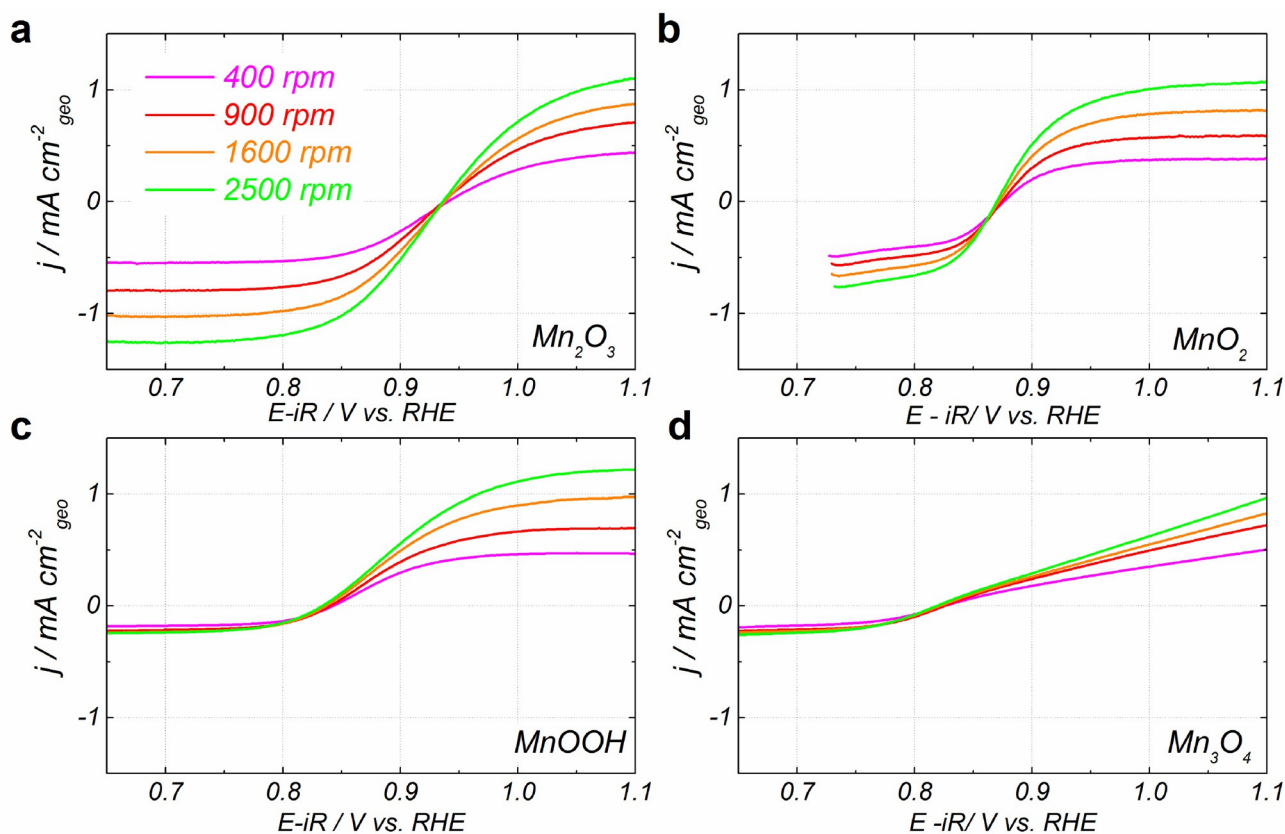 a
400 rpm
900 rpm
1600 rpm
2500 rpm
1
0
-1
j / mA cm⁻²geo
Mn₂O₃
0.7 0.8 0.9 1.0 1.1
E-iR / V vs. RHE
b
1
0
-1
j / mA cm⁻²geo
MnO₂
0.7 0.8 0.9 1.0 1.1
E - iR/ V vs. RHE
c
1
0
-1
j / mA cm⁻²geo
MnOOH
0.7 0.8 0.9 1.0 1.1
E-iR / V vs. RHE
d
1
0
-1
j / mA cm⁻²geo
Mn₃O₄
0.7 0.8 0.9 1.0 1.1
E -iR/ V vs. RHE